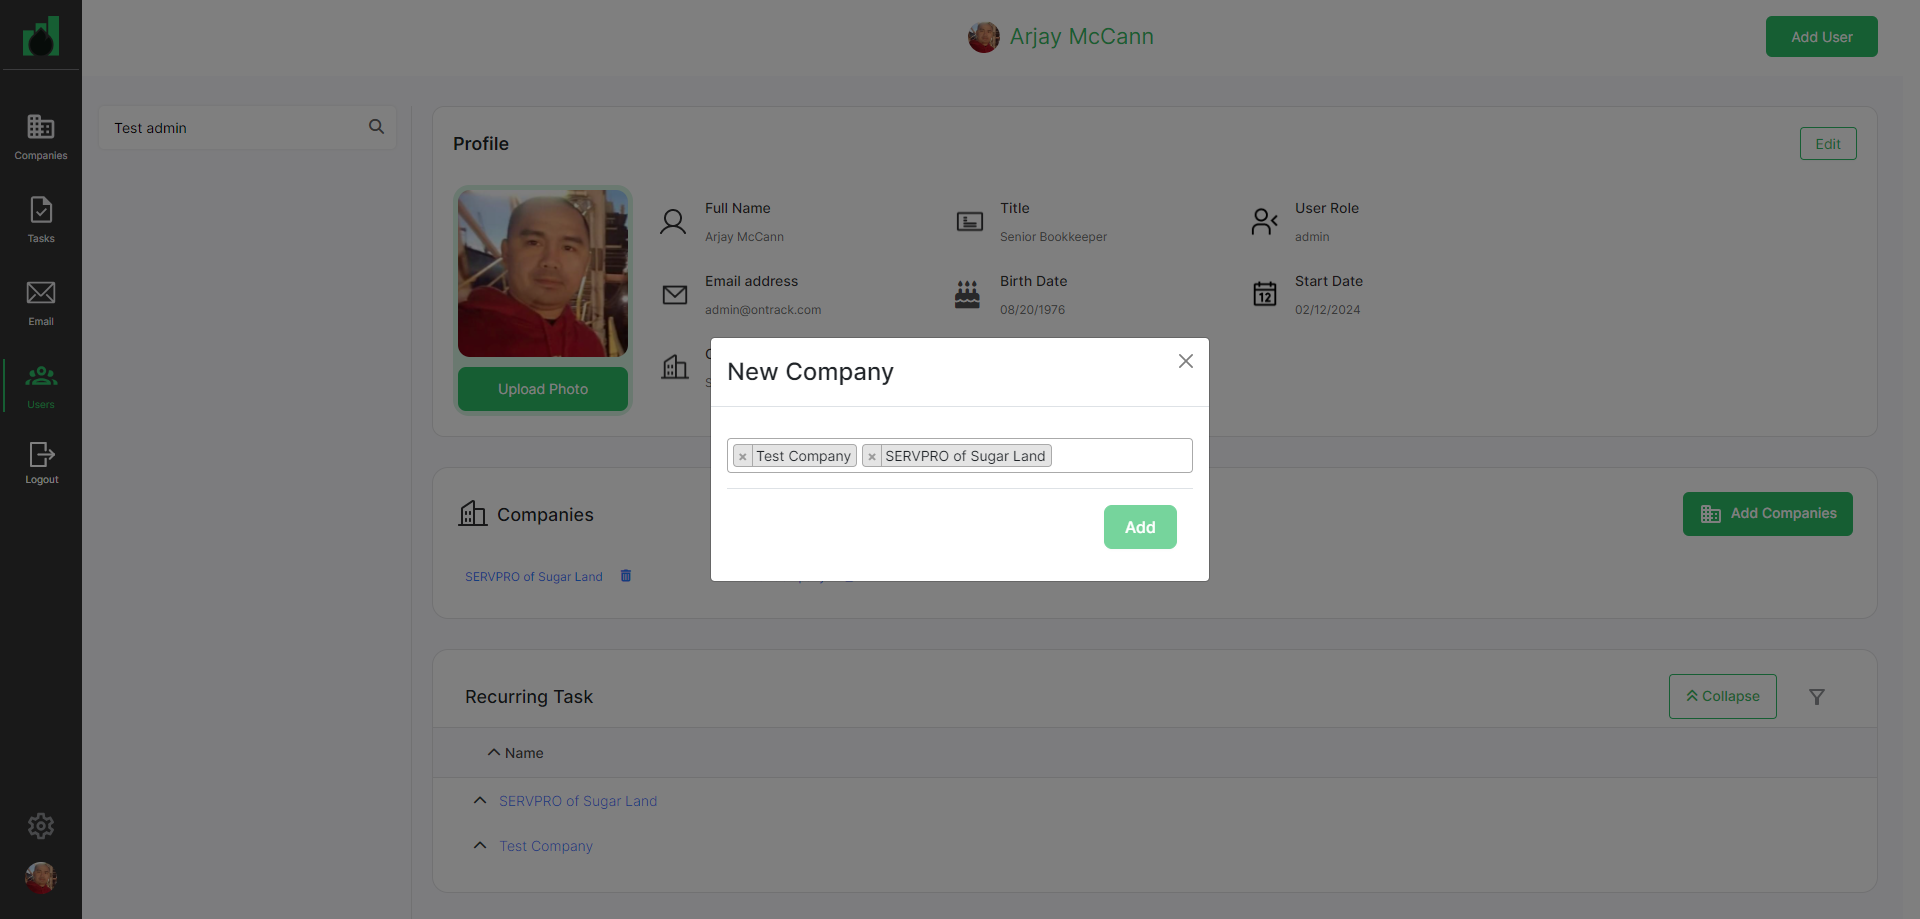 Arjay McCann
Add User
Companies
Tasks
Email
Users
Logout
Test admin
Profile
Edit
Upload Photo
Full Name
Arjay McCann
Title
Senior Bookkeeper
User Role
admin
Email address
admin@ontrack.com
Birth Date
08/20/1976
12
Start Date
02/12/2024
New Company
× Test Company × SERVPRO of Sugar Land
Add
Companies
Add Companies
SERVPRO of Sugar Land
Recurring Task
Collapse
Name
SERVPRO of Sugar Land
Test Company